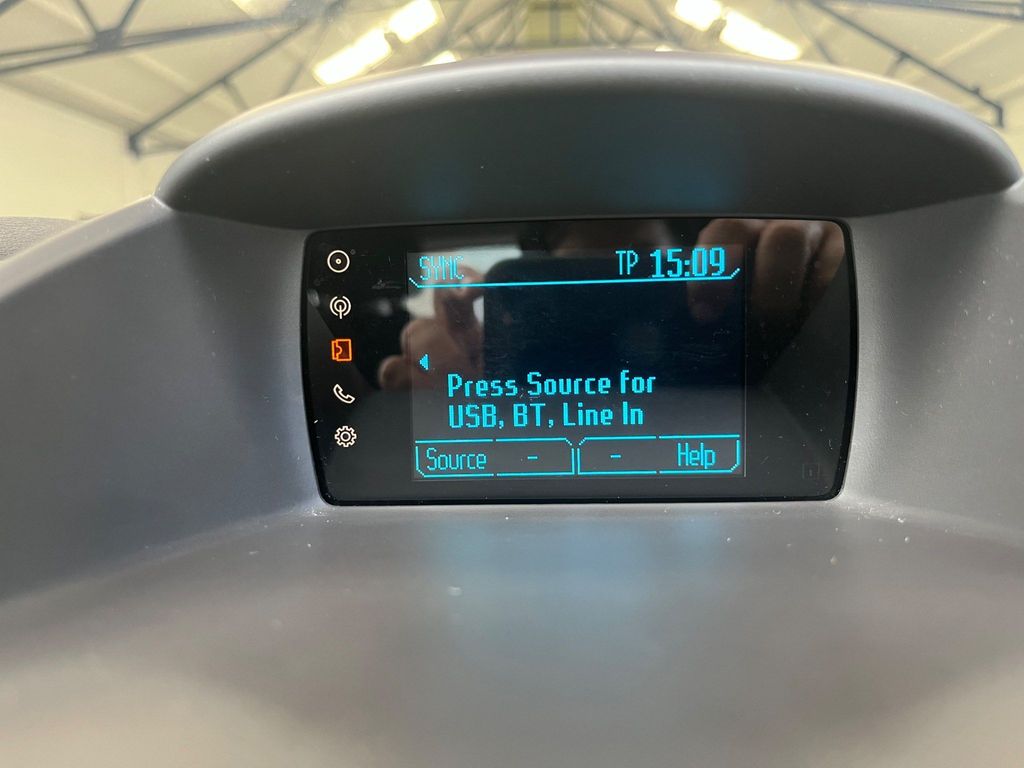 SYNC TP 15:09
Press Source for
USB, BT, Line In
Source - - Help